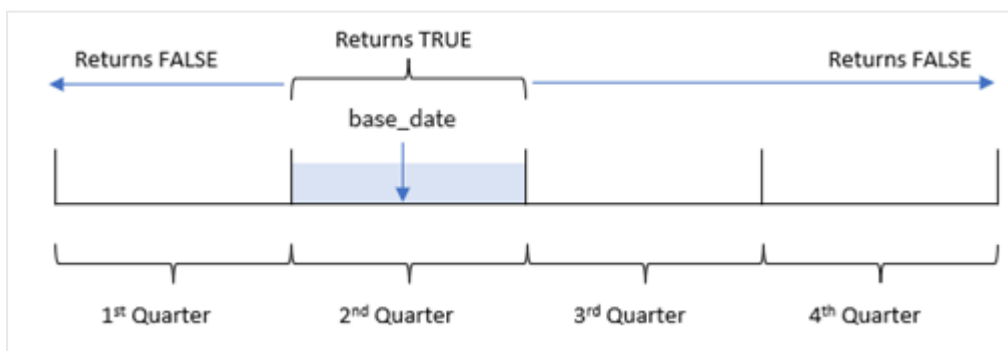 Returns TRUE
Returns FALSE
Returns FALSE
base_date
1st Quarter
2nd Quarter
3rd Quarter
4th Quarter